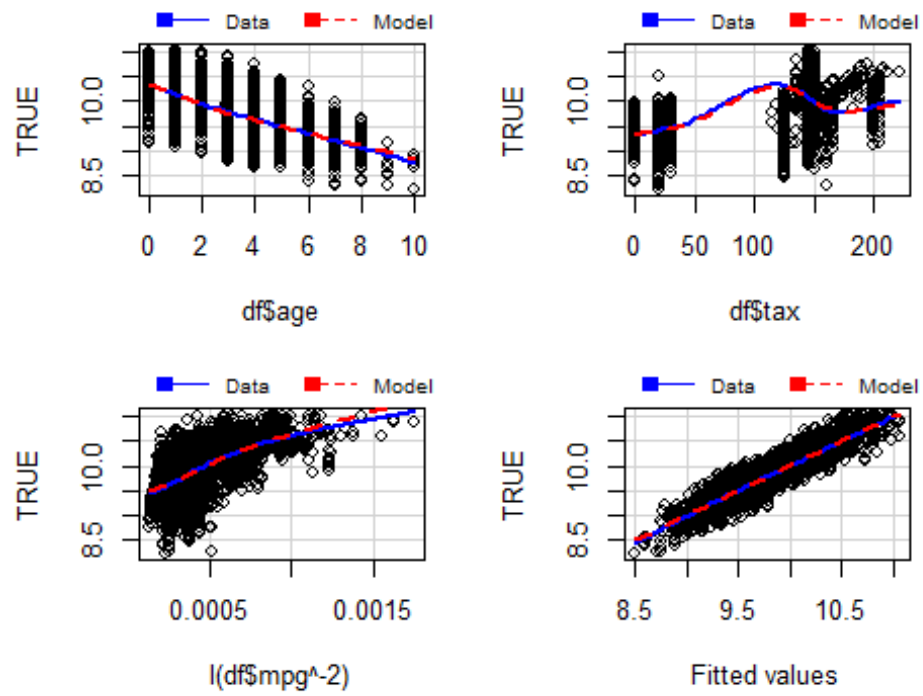 Data Model Data Model
TRUE
8.5 10.0
0 2 4 6 8 10
df$age
TRUE
8.5 10.0
0 50 100 200
df$tax
Data Model Data Model
TRUE
8.5 10.0
0.0005 0.0015
I(df$mpg^-2)
TRUE
8.5 10.0
8.5 9.5 10.5
Fitted values